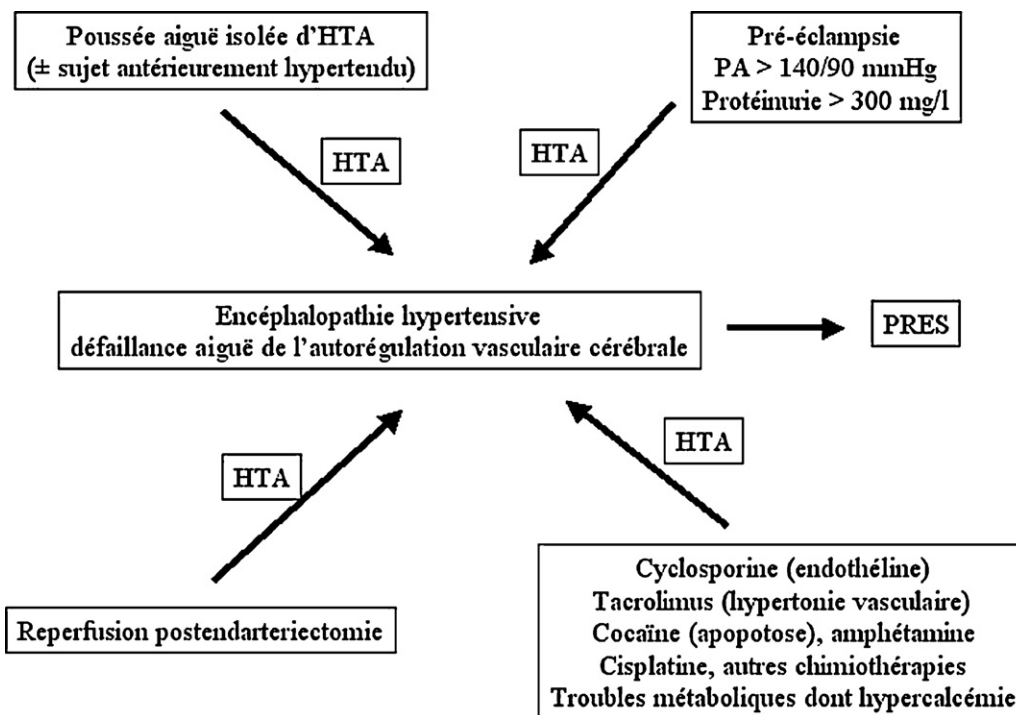 Poussée aiguë isolée d'HTA
(± sujet antérieurement hypertendu)
Pré-éclampsie
PA > 140/90 mmHg
Protéinurie > 300 mg/l
HTA
HTA
Encéphalopathie hypertensive
défaillance aiguë de l'autorégulation vasculaire cérébrale
PRES
HTA
HTA
Reperfusion postendarteriectomie
Cyclosporine (endothéline)
Tacrolimus (hypertonie vasculaire)
Cocaïne (apopotose), amphétamine
Cisplatine, autres chimiothérapies
Troubles métaboliques dont hypercalcémie